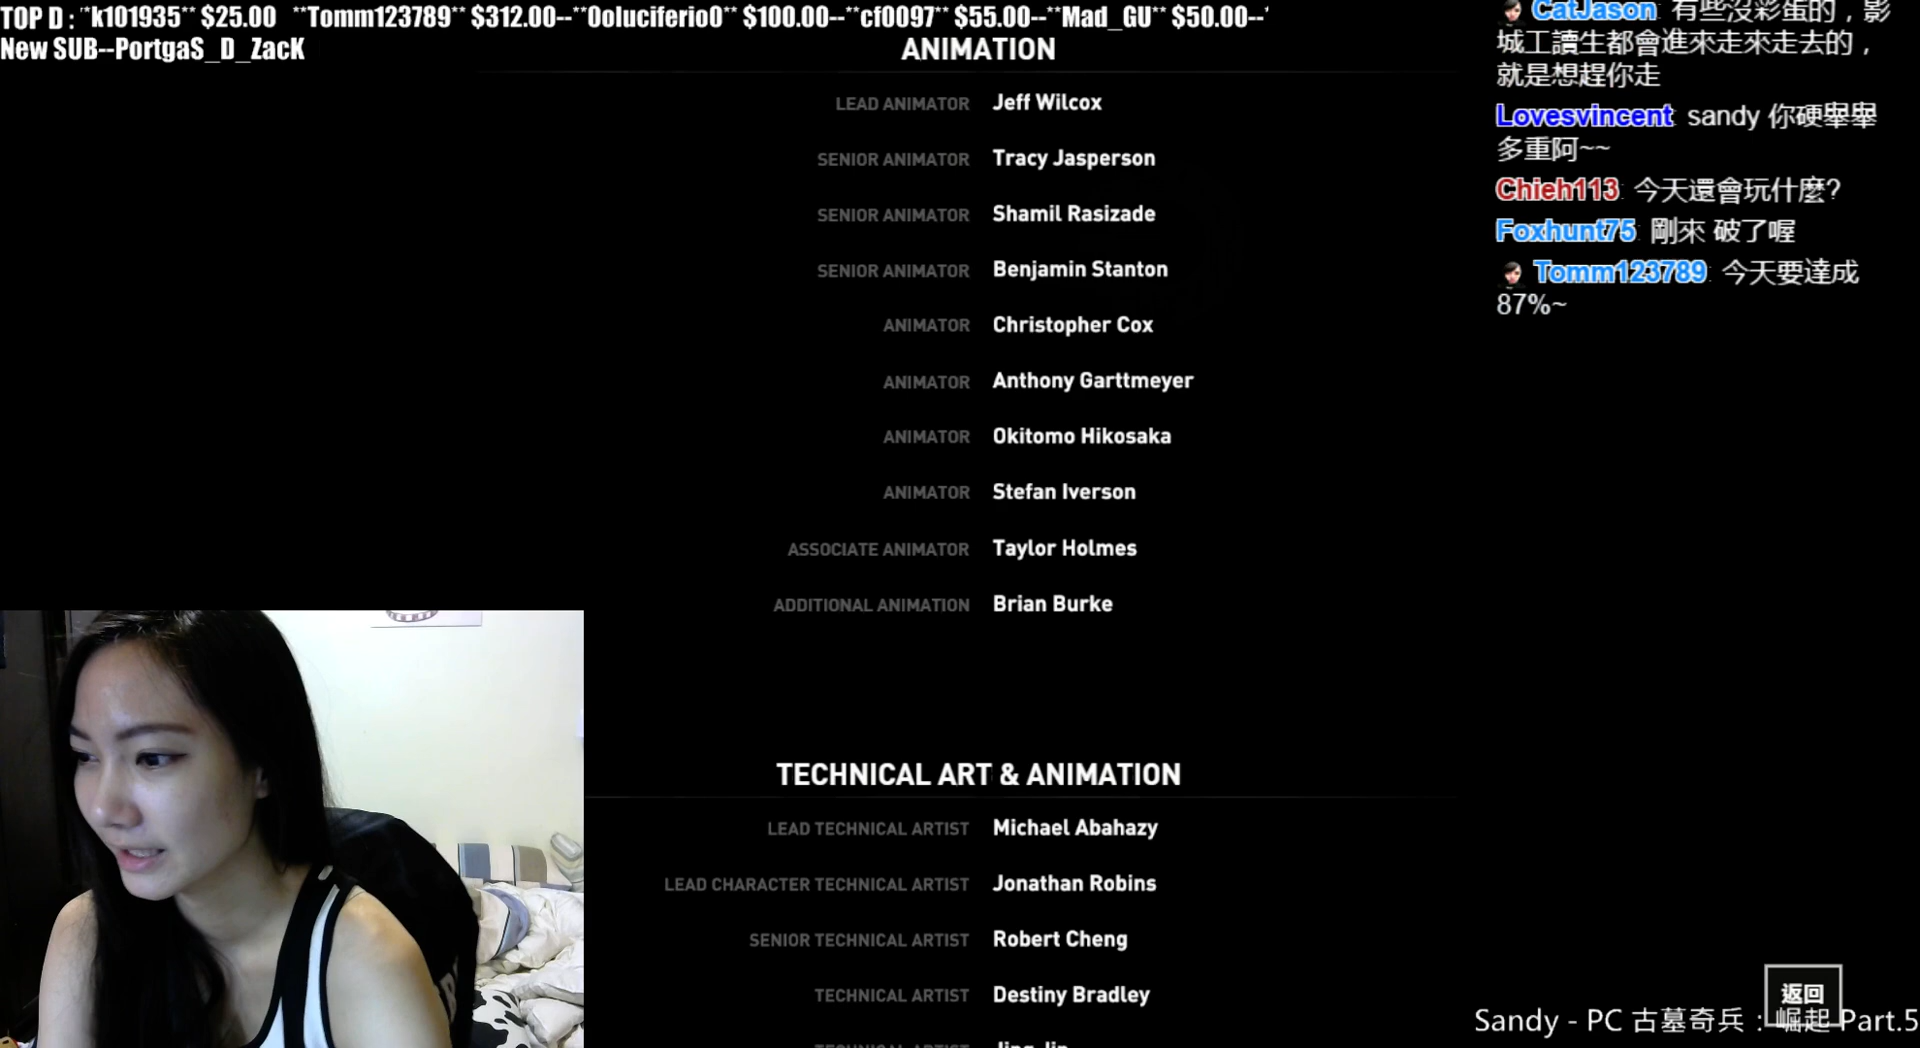 TOP D : **k101935** $25.00 **Tomm123789** $312.00--**0oluciferio0** $100.00--**cf0097** $55.00--**Mad_GU** $50.00--*
New SUB--PortgaS_D_ZacK
ANIMATION
LEAD ANIMATOR Jeff Wilcox
SENIOR ANIMATOR Tracy Jasperson
SENIOR ANIMATOR Shamil Rasizade
SENIOR ANIMATOR Benjamin Stanton
ANIMATOR Christopher Cox
ANIMATOR Anthony Garttmeyer
ANIMATOR Okitomo Hikosaka
ANIMATOR Stefan Iverson
ASSOCIATE ANIMATOR Taylor Holmes
ADDITIONAL ANIMATION Brian Burke
TECHNICAL ART & ANIMATION
LEAD TECHNICAL ARTIST Michael Abahazy
LEAD CHARACTER TECHNICAL ARTIST Jonathan Robins
SENIOR TECHNICAL ARTIST Robert Cheng
TECHNICAL ARTIST Destiny Bradley
TECHNICAL ARTIST Jing Jin
CatJason: 有些沒彩蛋的，影
城工讀生都會進來走來走去的，
就是想趕你走
Lovesvincent: sandy 你硬舉舉
多重阿~~
Chieh113: 今天還會玩什麼?
Foxhunt75: 剛來 破了喔
Tomm123789: 今天要達成
87%~
返回
Sandy - PC 古墓奇兵：崛起 Part.5